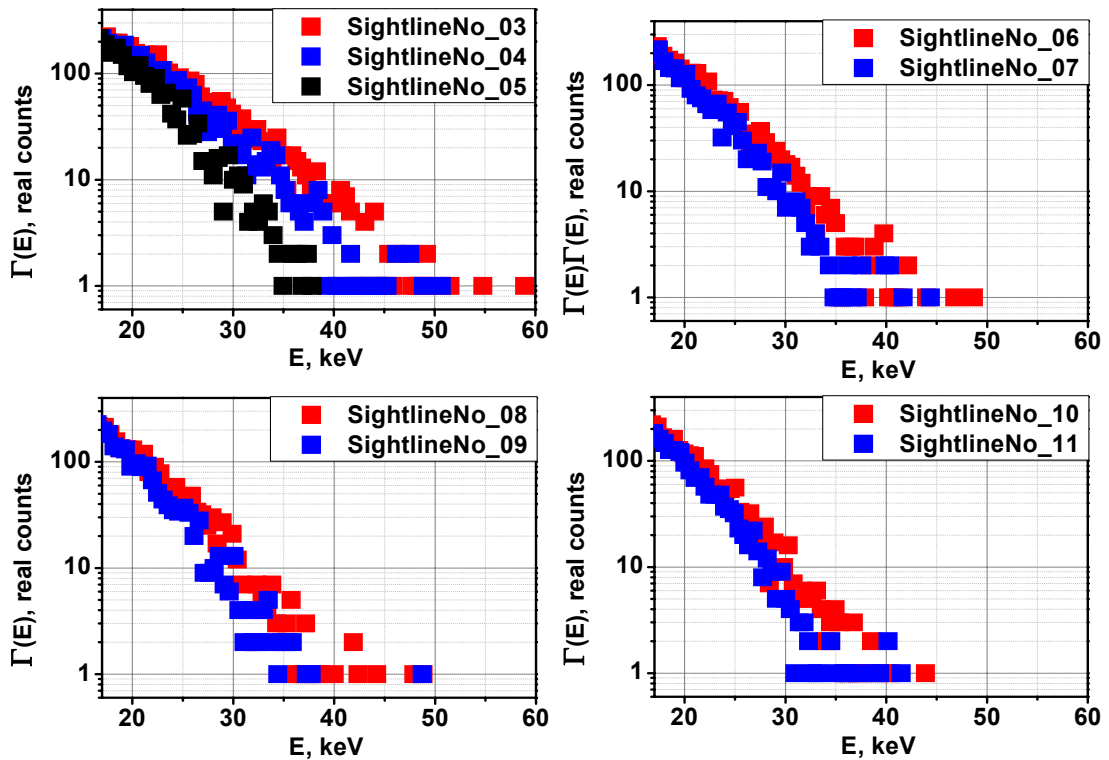 SightlineNo_03
SightlineNo_04
SightlineNo_05
100
10
1
20 30 40 50 60
E, keV
Γ(E), real counts
SightlineNo_06
SightlineNo_07
100
10
1
20 30 40 50 60
E, keV
Γ(E)Γ(E), real counts
SightlineNo_08
SightlineNo_09
100
10
1
20 30 40 50 60
E, keV
Γ(E), real counts
SightlineNo_10
SightlineNo_11
100
10
1
20 30 40 50 60
E, keV
Γ(E), real counts